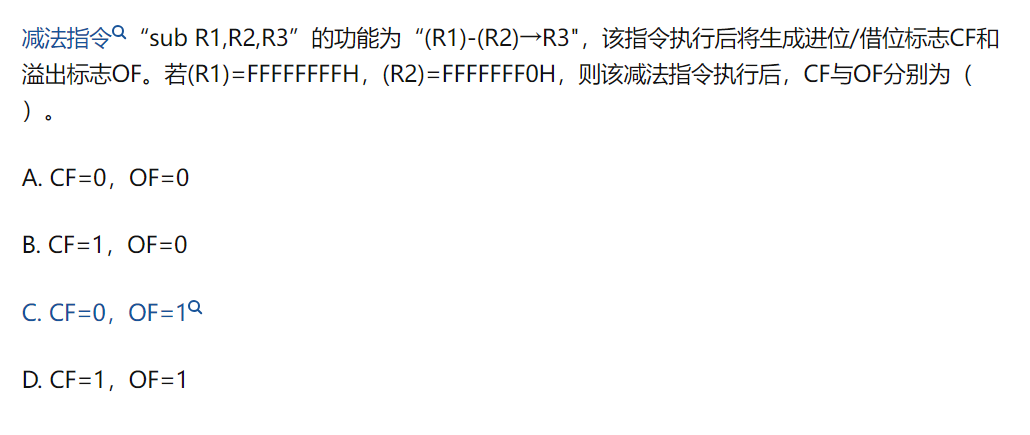 减法指令“sub R1,R2,R3”的功能为“(R1)-(R2)→R3"，该指令执行后将生成进位/借位标志CF和
溢出标志OF。若(R1)=FFFFFFFFH，(R2)=FFFFFFF0H，则该减法指令执行后，CF与OF分别为（
）。
A. CF=0，OF=0
B. CF=1，OF=0
C. CF=0，OF=1
D. CF=1，OF=1